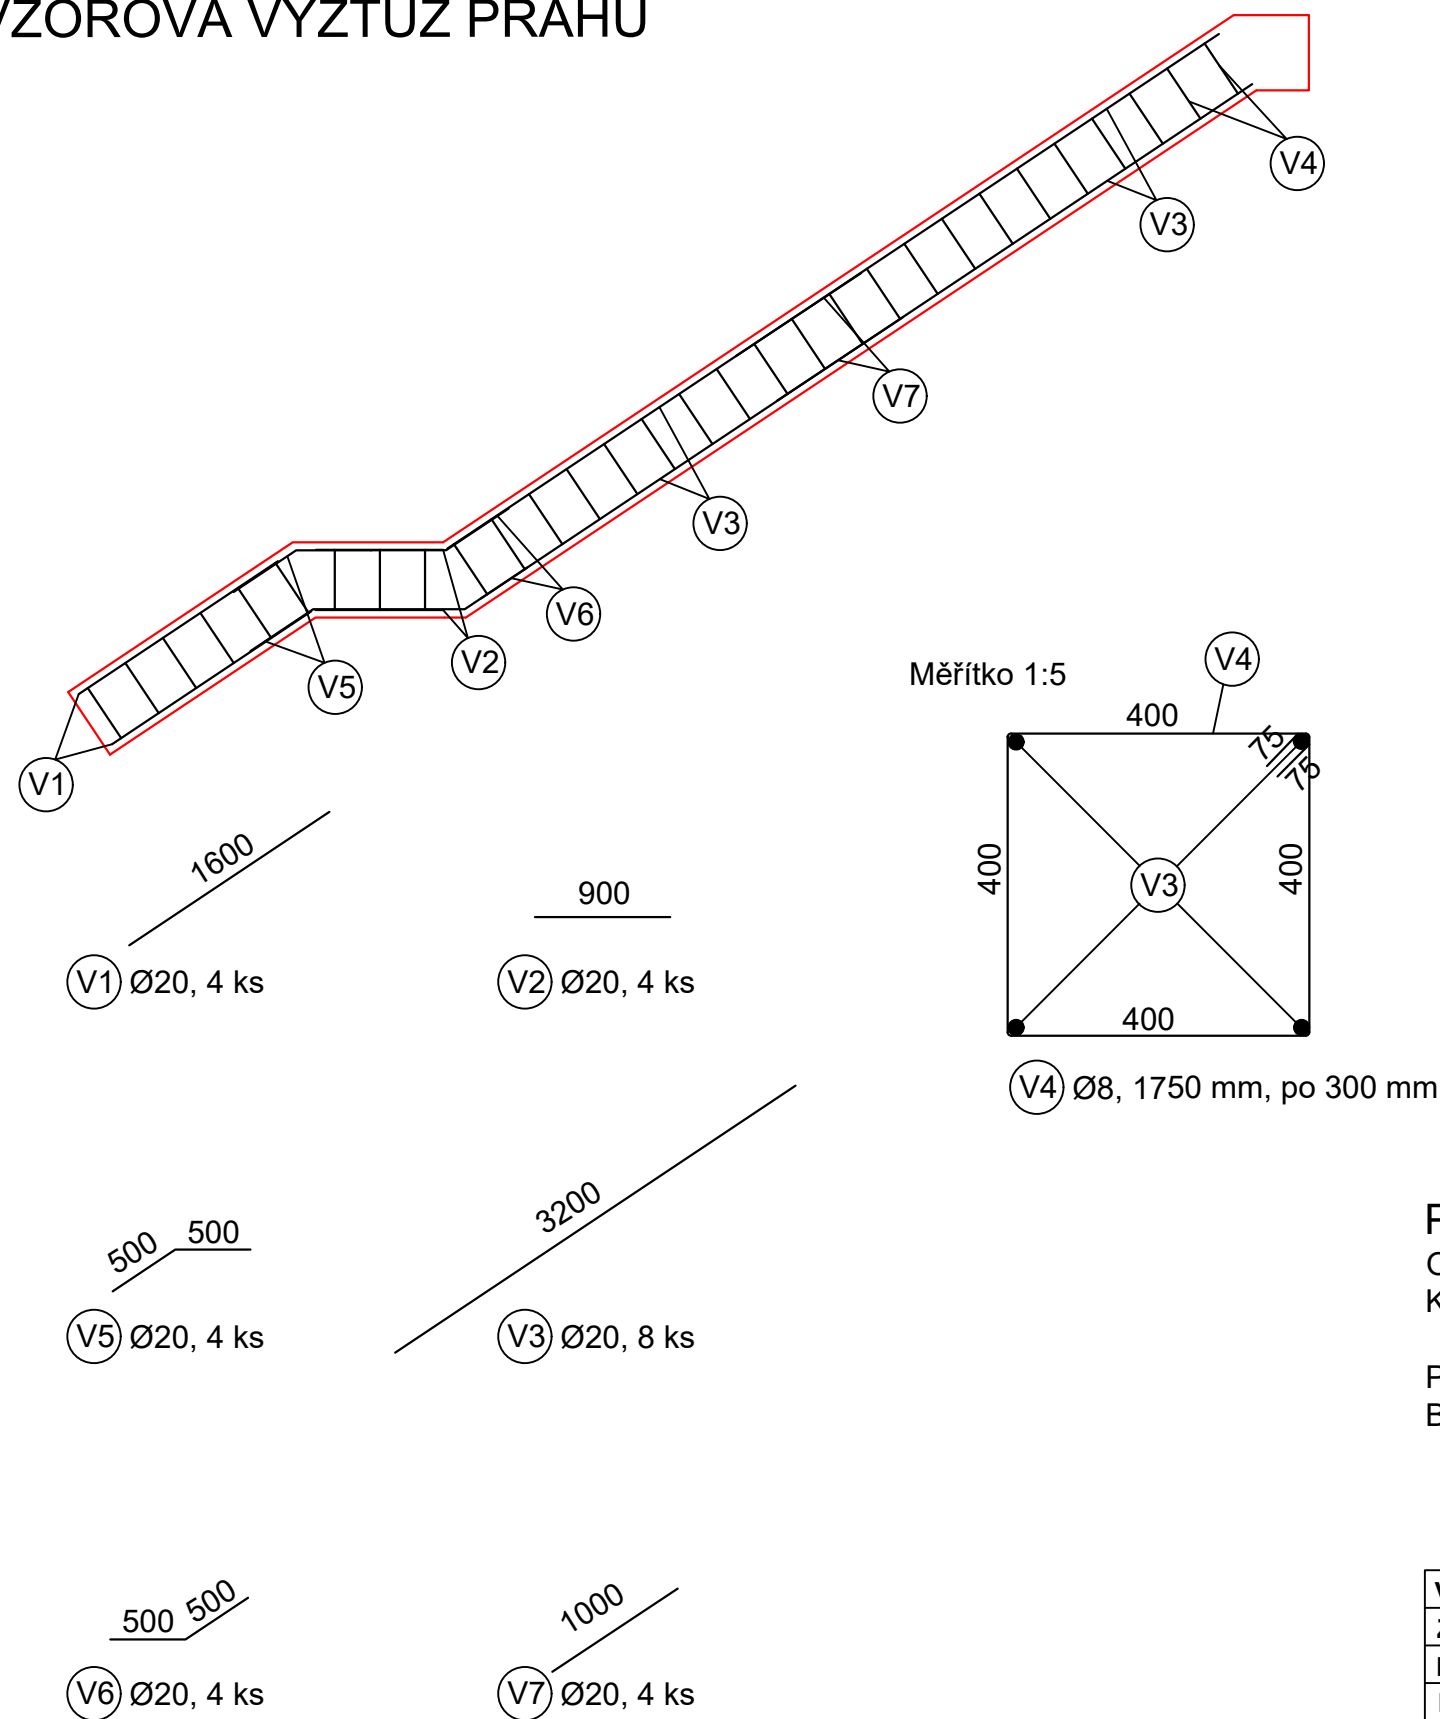 VZOROVÁ VÝZTUŽ PRAHU
V4
V3
V7
V3
V6
V2
V5
V1
Měřítko 1:5
V4
400
75
75
400
400
V3
400
V4 Ø8, 1750 mm, po 300 mm
1600
V1 Ø20, 4 ks
900
V2 Ø20, 4 ks
500 500
V5 Ø20, 4 ks
3200
V3 Ø20, 8 ks
500 500
V6 Ø20, 4 ks
1000
V7 Ø20, 4 ks
K